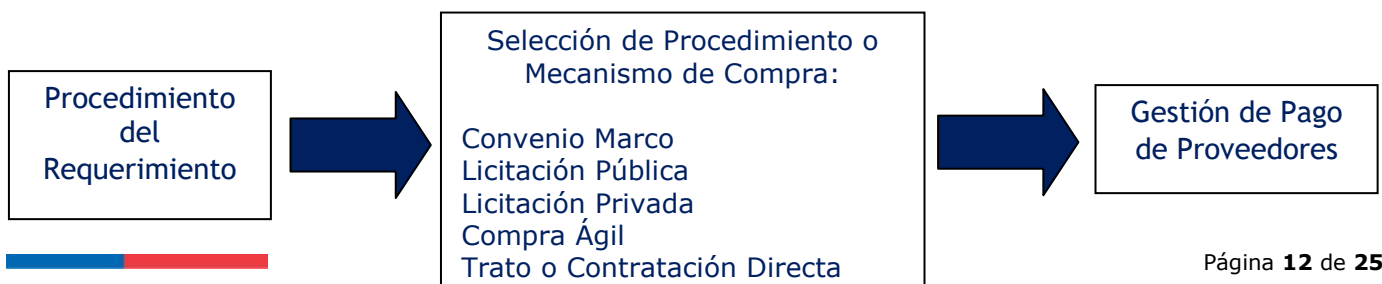 Procedimiento
del
Requerimiento
Selección de Procedimiento o
Mecanismo de Compra:
Convenio Marco
Licitación Pública
Licitación Privada
Compra Ágil
Trato o Contratación Directa
Gestión de Pago
de Proveedores
Página 12 de 25